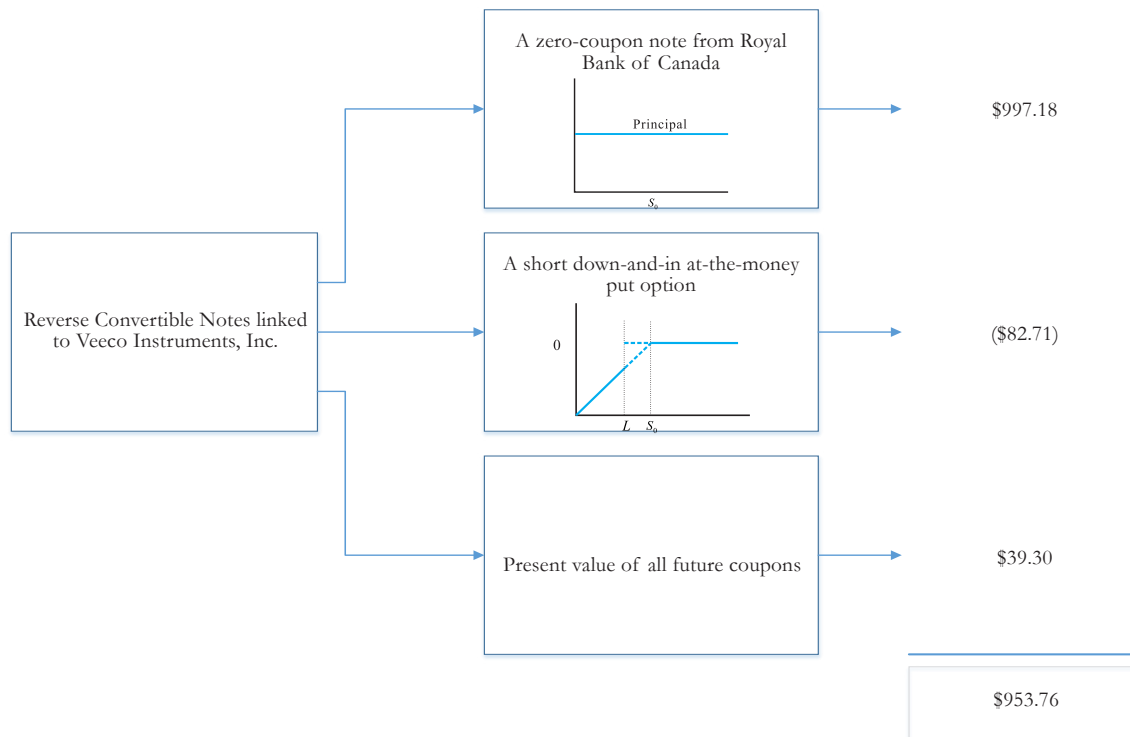 A zero-coupon note from Royal
Bank of Canada
Principal
S₀
$997.18
Reverse Convertible Notes linked
to Veeco Instruments, Inc.
A short down-and-in at-the-money
put option
0
L S₀
($82.71)
Present value of all future coupons
$39.30
$953.76